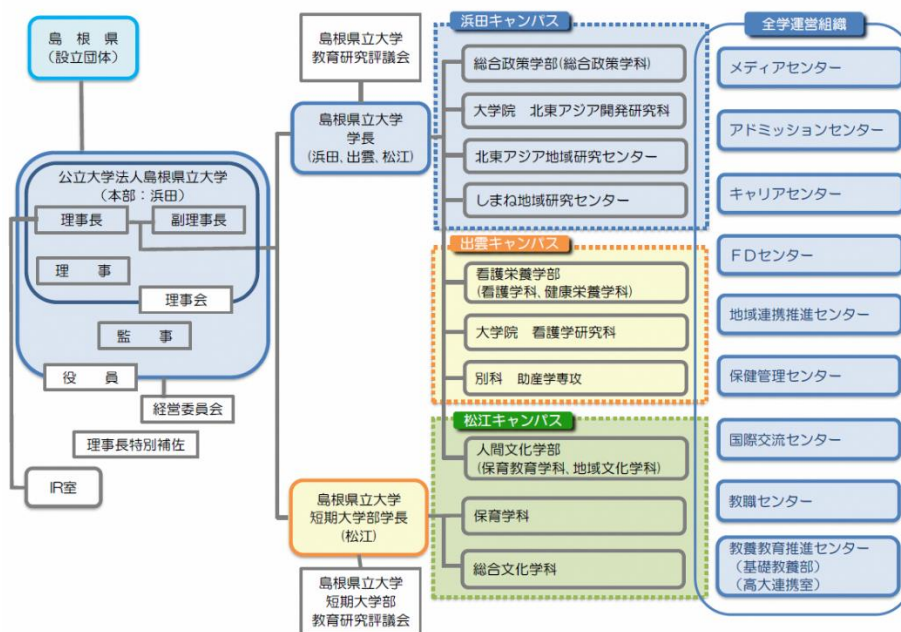 島根県
（設立団体）
公立大学法人島根県立大学
（本部：浜田）
理事長
副理事長
理　事
理事会
監　事
役　員
経営委員会
理事長特別補佐
IR室
島根県立大学
教育研究評議会
島根県立大学
学長
(浜田、出雲、松江)
島根県立大学
短期大学部学長
(松江)
島根県立大学
短期大学部
教育研究評議会
浜田キャンパス
総合政策学部(総合政策学科)
大学院　北東アジア開発研究科
北東アジア地域研究センター
しまね地域研究センター
出雲キャンパス
看護栄養学部
(看護学科、健康栄養学科)
大学院　看護学研究科
別科　助産学専攻
松江キャンパス
人間文化学部
(保育教育学科、地域文化学科)
保育学科
総合文化学科
全学運営組織
メディアセンター
アドミッションセンター
キャリアセンター
ＦＤセンター
地域連携推進センター
保健管理センター
国際交流センター
教職センター
教養教育推進センター
（基礎教養部）
（高大連携室）